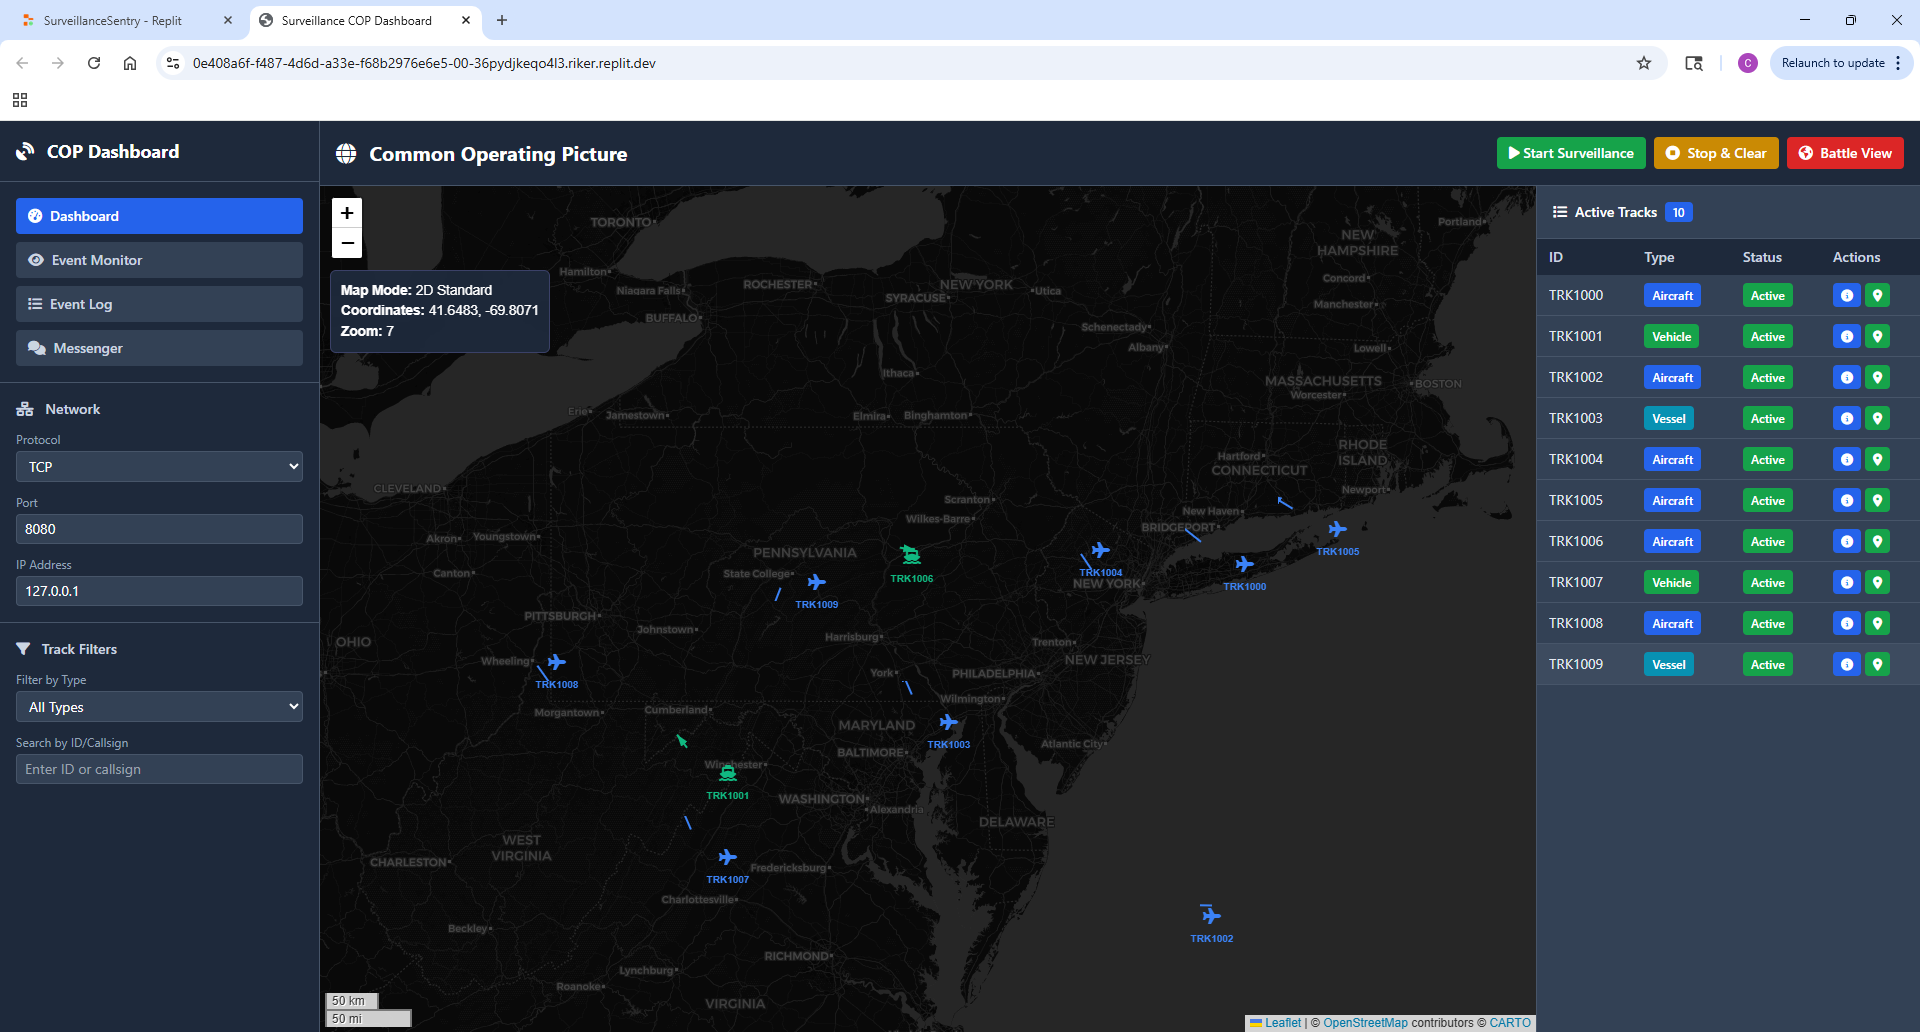 SurveillanceSentry - Replit
Surveillance COP Dashboard
0e408a6f-f487-4d6d-a33e-f68b2976e6e5-00-36pydjkeqo4l3.riker.replit.dev
C
Relaunch to update
COP Dashboard
Dashboard
Event Monitor
Event Log
Messenger
Network
Protocol
TCP
Port
8080
IP Address
127.0.0.1
Track Filters
Filter by Type
All Types
Search by ID/Callsign
Enter ID or callsign
Common Operating Picture
Start Surveillance
Stop & Clear
Battle View
+
−
Map Mode: 2D Standard
Coordinates: 41.6483, -69.8071
Zoom: 7
TORONTO
Portland
NEW
HAMPSHIRE
Hamilton
Concord
Niagara Falls
ROCHESTER
NEW YORK
Utica
SYRACUSE
Manchester
BUFFALO
Schenectady
Albany
Lowell
Ithaca
MASSACHUSETTS
BOSTON
Worcester
Erie
Jamestown
Elmira
Binghamton
RHODE
ISLAND
Hartford
CONNECTICUT
CLEVELAND
Newport
Scranton
New Haven
Wilkes-Barre
BRIDGEPORT
Akron
Youngstown
TRK1005
PENNSYLVANIA
State College
TRK1006
TRK1004
Canton
NEW YORK
TRK1000
TRK1009
PITTSBURGH
Johnstown
Harrisburg
OHIO
Trenton
Wheeling
NEW JERSEY
York
PHILADELPHIA
TRK1008
Wilmington
Morgantown
Cumberland
MARYLAND
TRK1003
Atlantic City
BALTIMORE
Winchester
TRK1001
WASHINGTON
Alexandria
DELAWARE
WEST
VIRGINIA
CHARLESTON
Fredericksburg
TRK1007
Charlottesville
Beckley
TRK1002
RICHMOND
Lynchburg
Roanoke
VIRGINIA
50 km
50 mi
Leaflet | © OpenStreetMap contributors © CARTO
Active Tracks 10
ID Type Status Actions
TRK1000 Aircraft Active
TRK1001 Vehicle Active
TRK1002 Aircraft Active
TRK1003 Vessel Active
TRK1004 Aircraft Active
TRK1005 Aircraft Active
TRK1006 Aircraft Active
TRK1007 Vehicle Active
TRK1008 Aircraft Active
TRK1009 Vessel Active